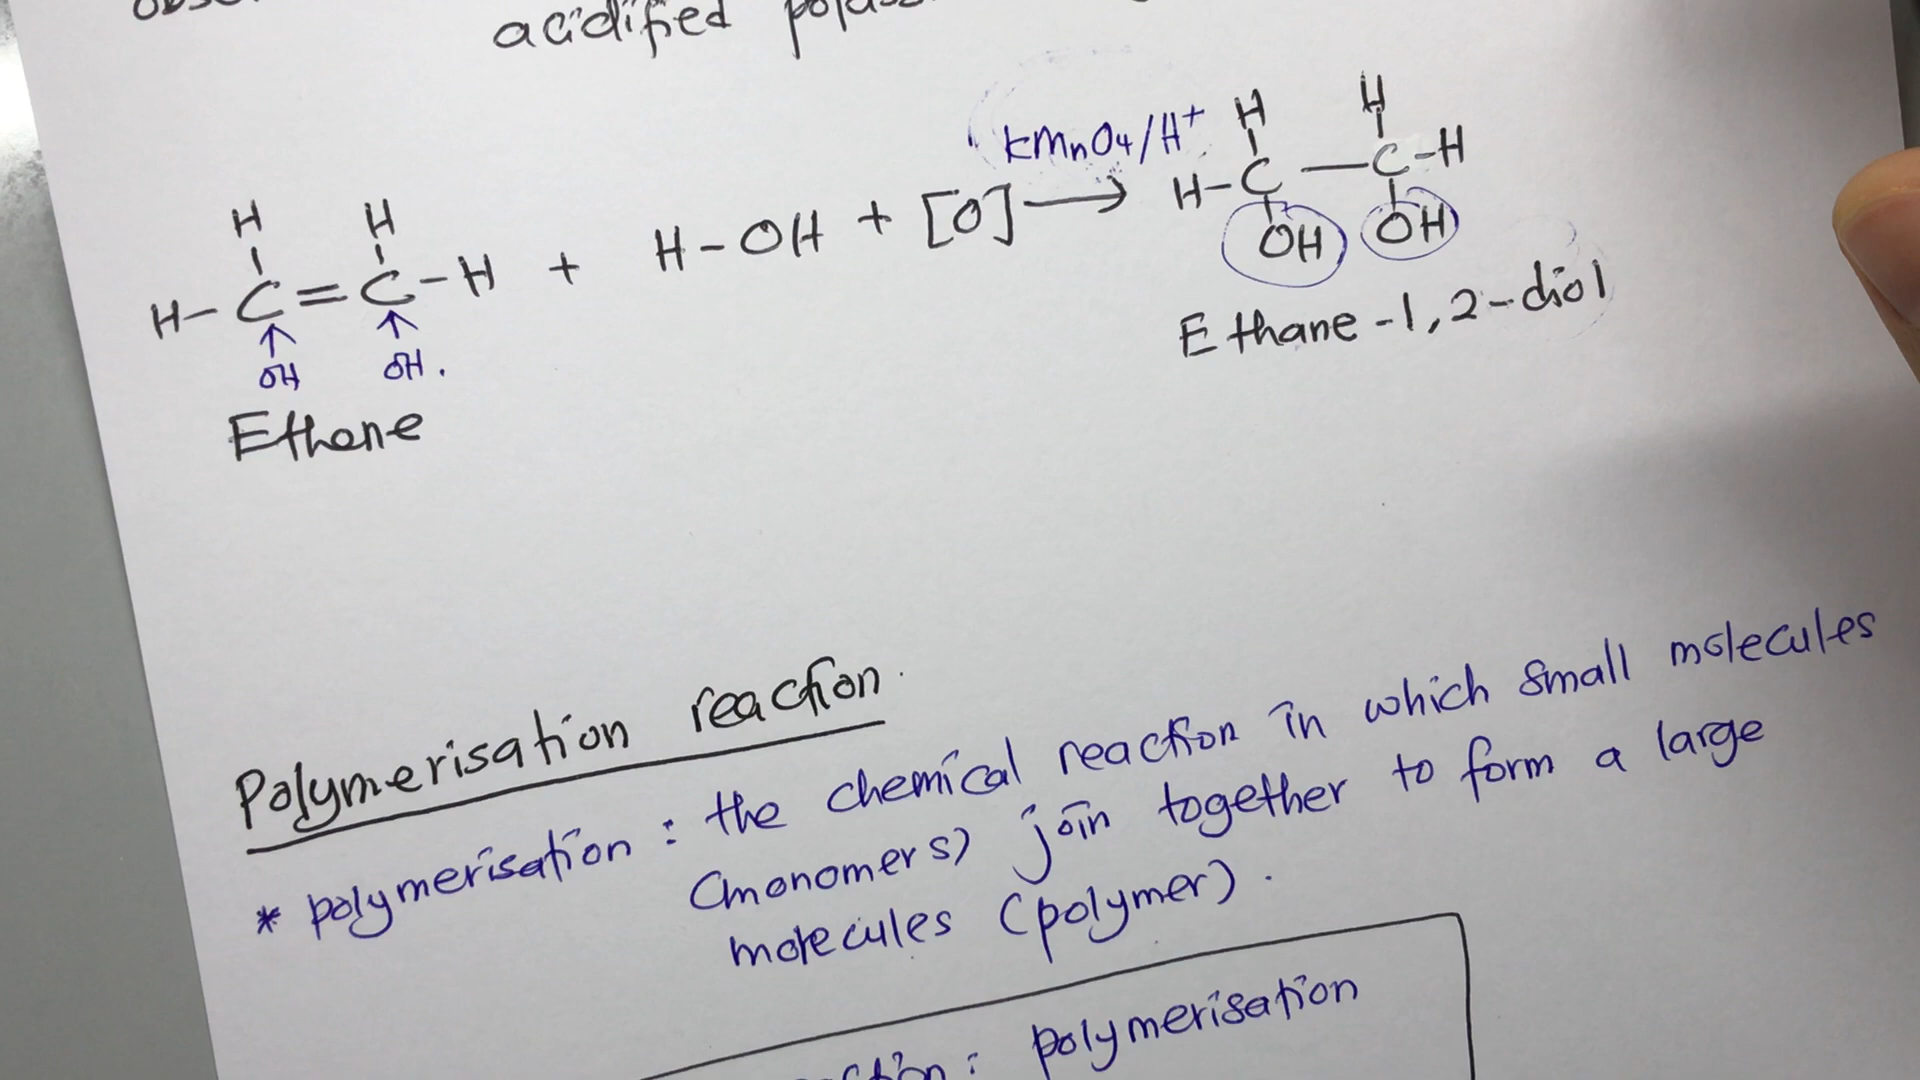 acidified
KMnO4/H+
H H
H-C=C-H + H-OH + [O] → H-C—C-H
H H
OH OH.
OH OH
Ethene
Ethane-1,2-diol
Polymerisation reaction.
* polymerisation : the chemical reaction in which small molecules
(monomers) join together to form a large
molecules (polymer).
: polymerisation